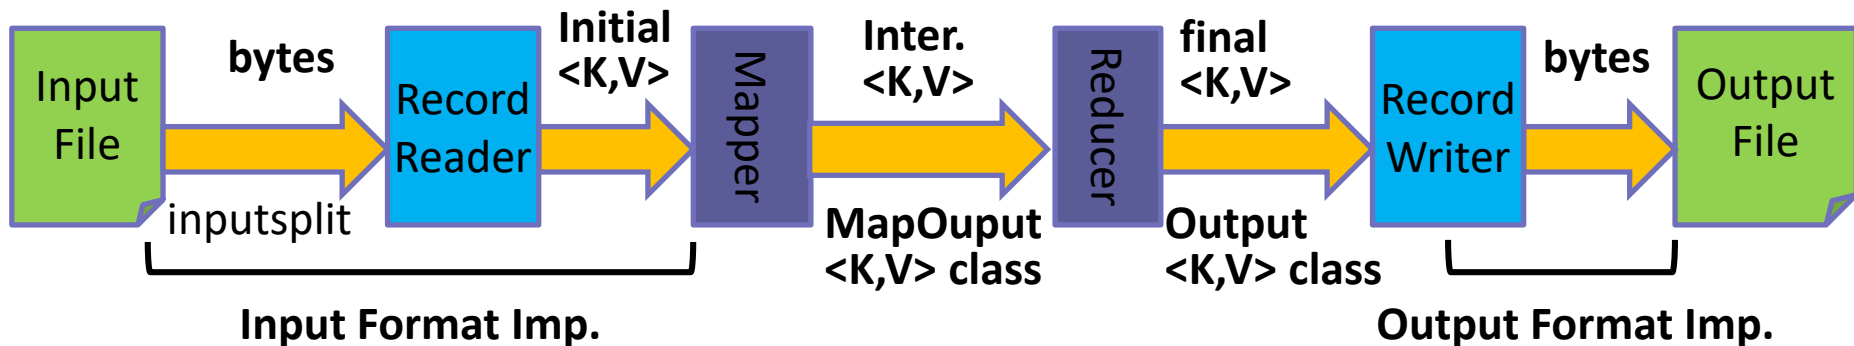 Input
File
bytes
inputsplit
Record
Reader
Initial
<K,V>
Mapper
Inter.
<K,V>
MapOuput
<K,V> class
Reducer
final
<K,V>
Output
<K,V> class
Record
Writer
bytes
Output
File
Input Format Imp.
Output Format Imp.